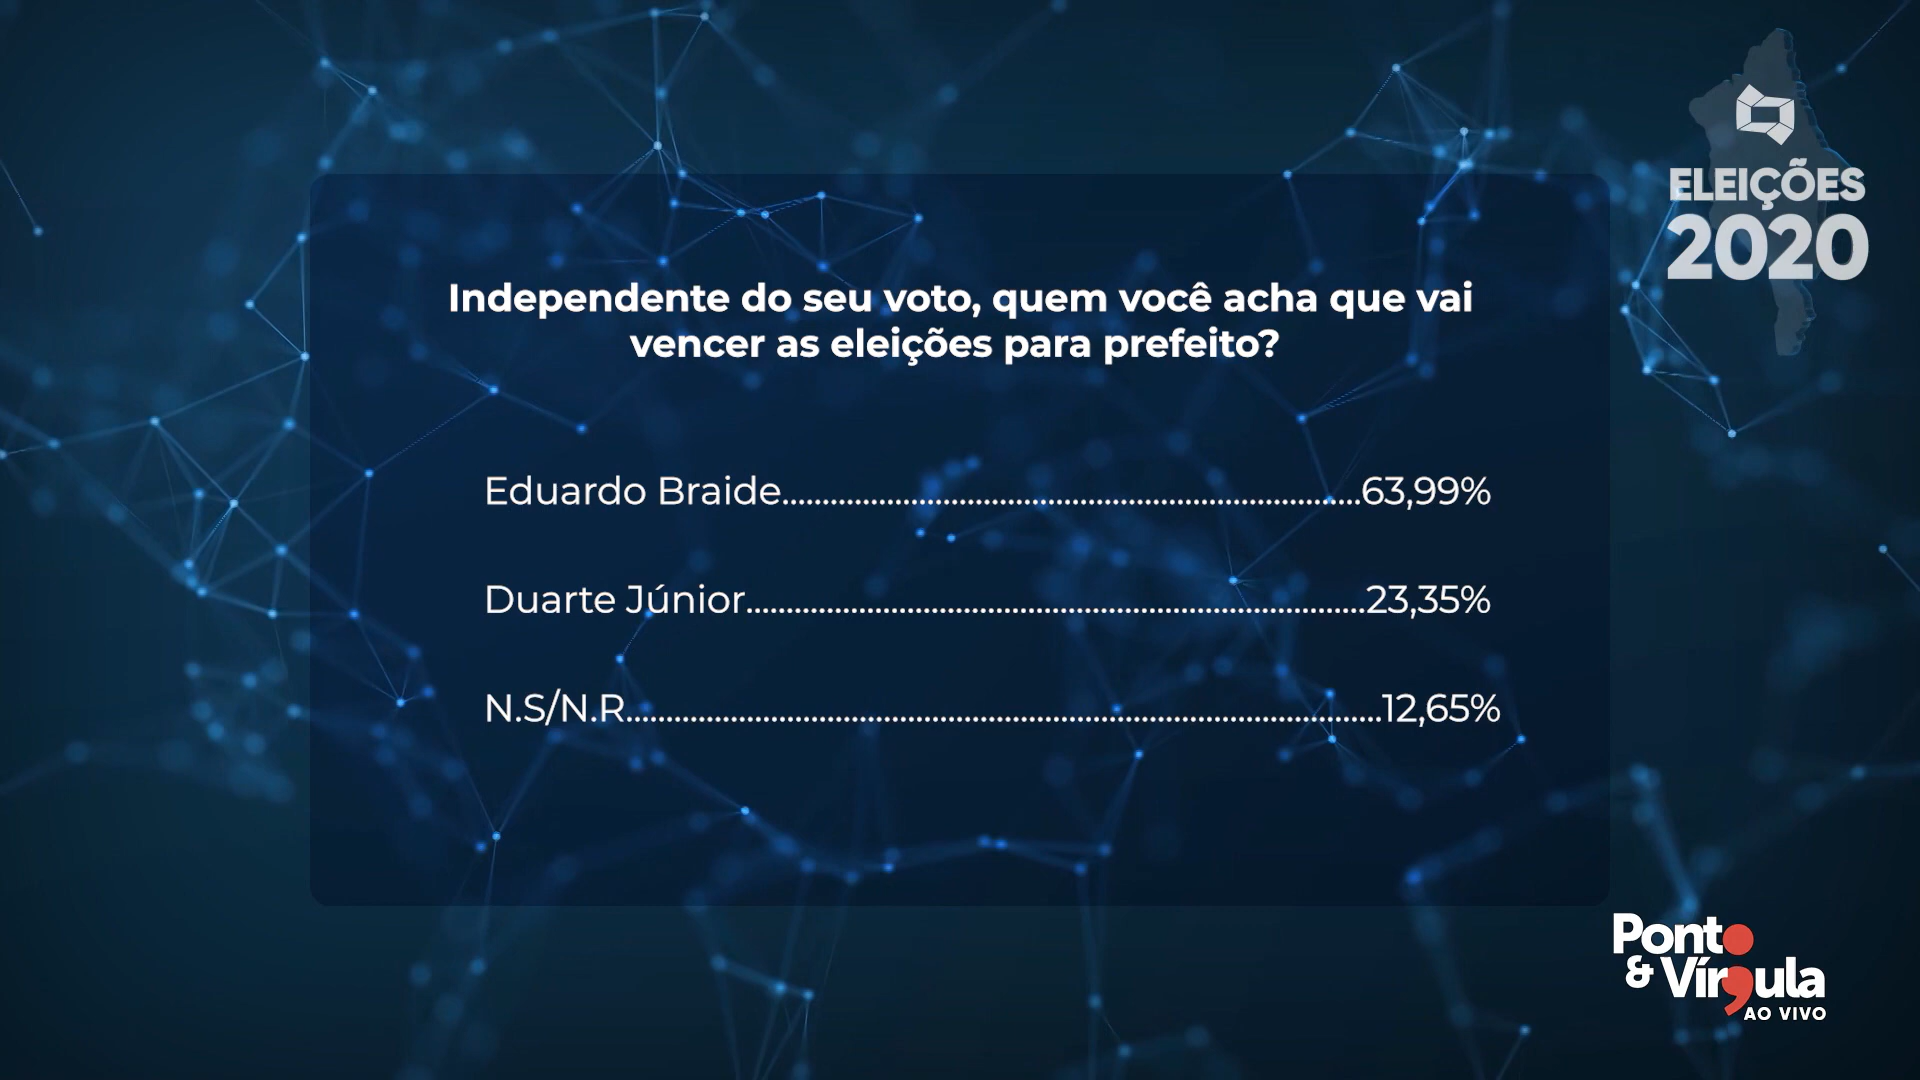 ELEIÇÕES
2020
Independente do seu voto, quem você acha que vai
vencer as eleições para prefeito?
Eduardo Braide......................................................................63,99%
Duarte Júnior...........................................................................23,35%
N.S/N.R............................................................................................12,65%
Ponto
& Vírgula
AO VIVO